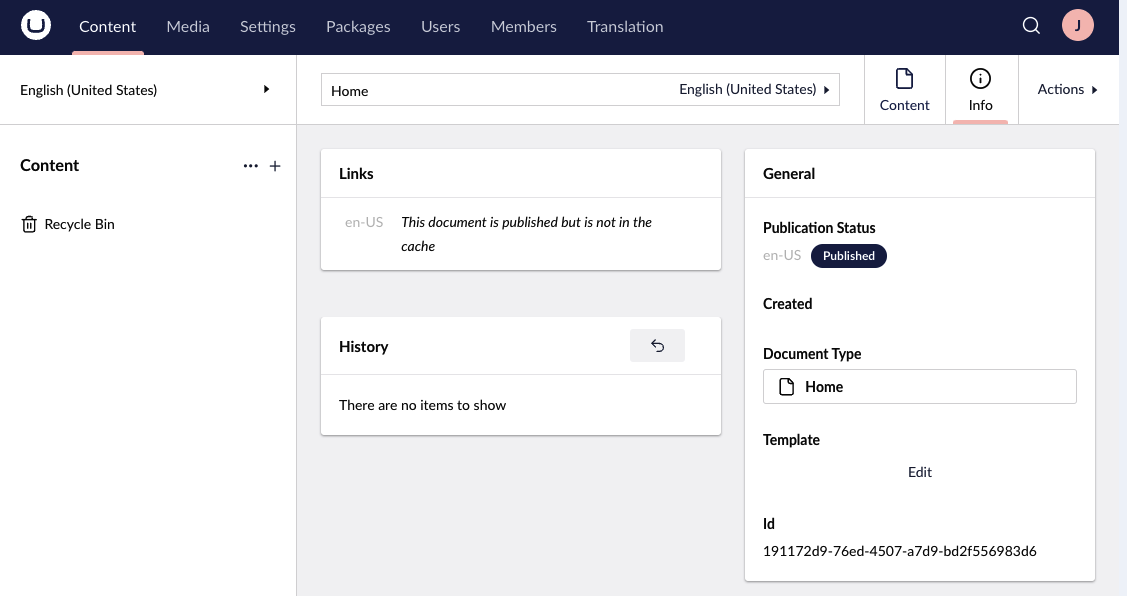 Content Media Settings Packages Users Members Translation J
English (United States)
Home English (United States)
Content
Info
Actions
Content
Recycle Bin
Links
en-US This document is published but is not in the
cache
History
There are no items to show
General
Publication Status
en-US Published
Created
Document Type
Home
Template
Edit
Id
191172d9-76ed-4507-a7d9-bd2f556983d6